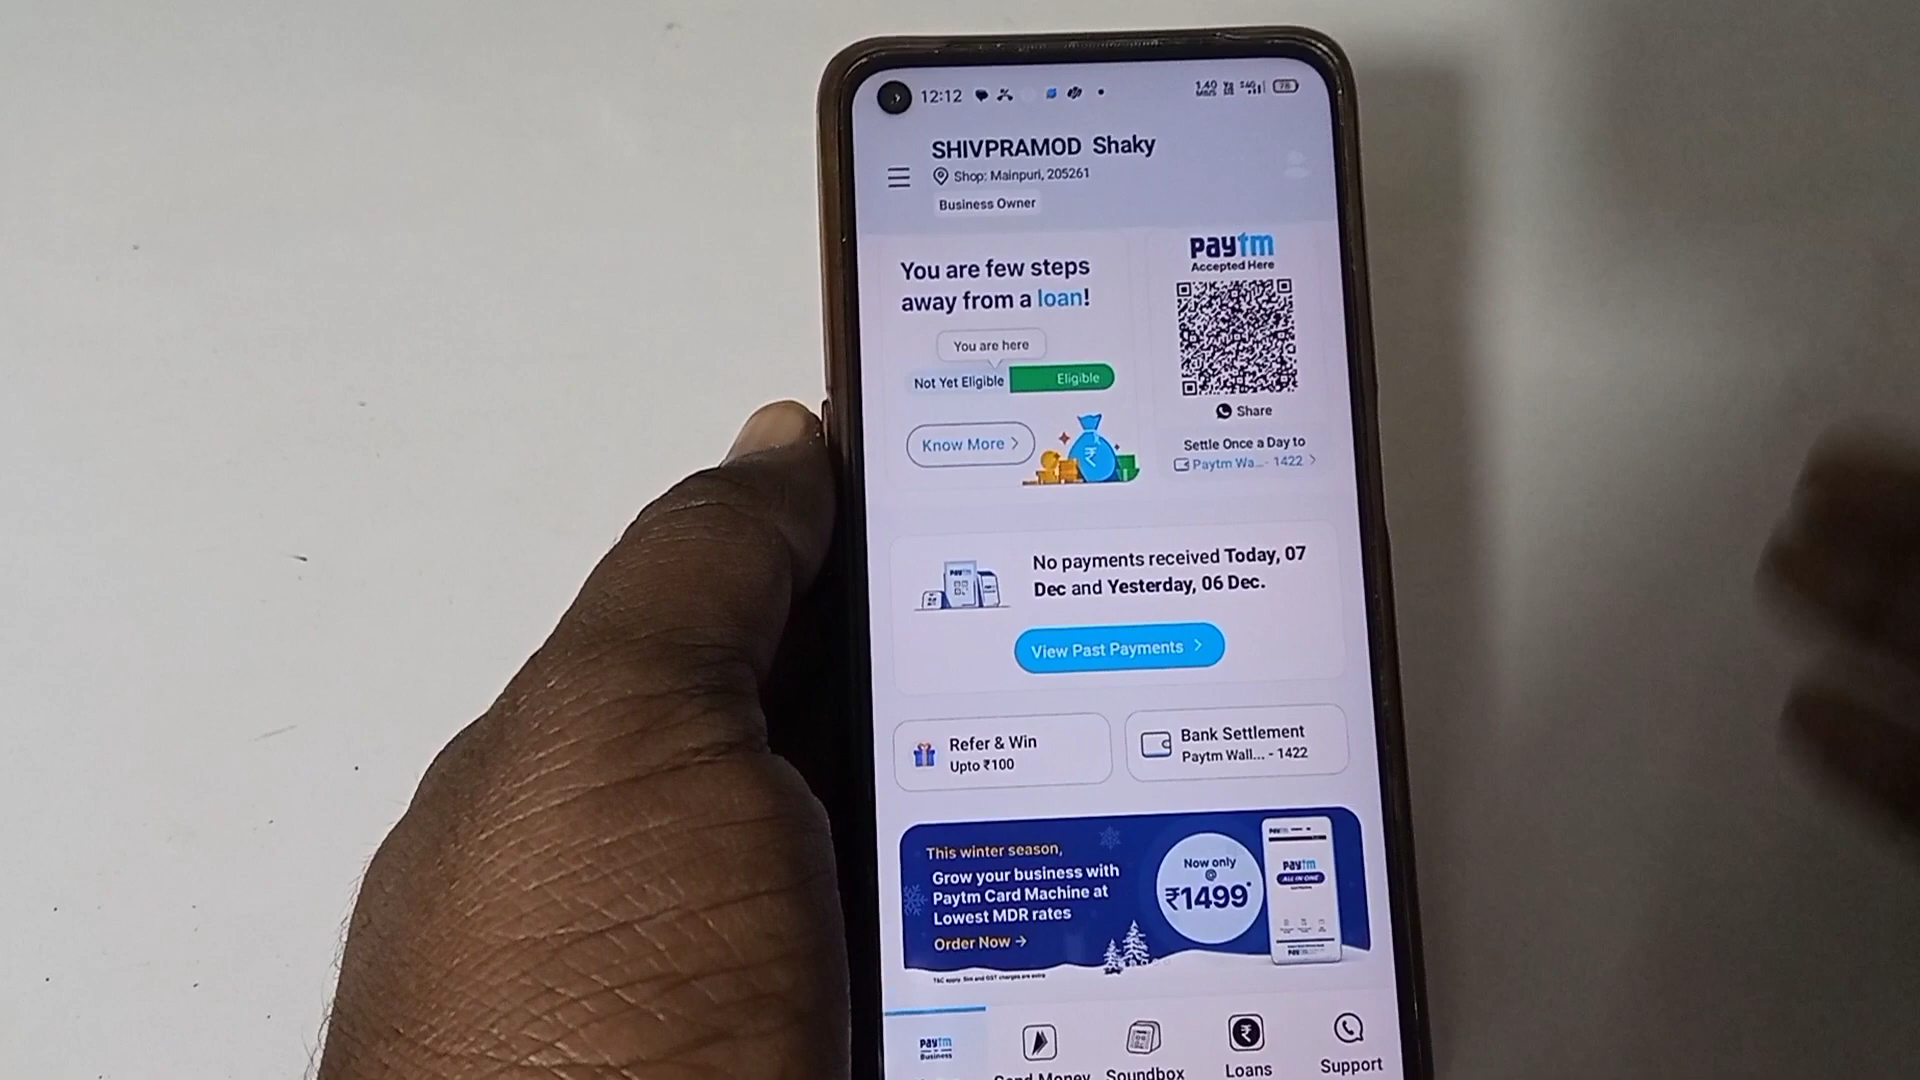 12:12
1.40
78
SHIVPRAMOD Shaky
Shop: Mainpuri, 205261
Business Owner
You are few steps
away from a loan!
You are here
Not Yet Eligible
Eligible
Know More
paytm
Accepted Here
Share
Settle Once a Day to
Paytm Wa... - 1422
No payments received Today, 07
Dec and Yesterday, 06 Dec.
View Past Payments
Refer & Win
Upto ₹100
Bank Settlement
Paytm Wall... - 1422
This winter season,
Grow your business with
Paytm Card Machine at
Lowest MDR rates
Order Now →
Now only
@
₹1499*
paytm
ALL IN ONE
T&C apply.
paytm
Business
Send Money
Soundbox
Loans
Support